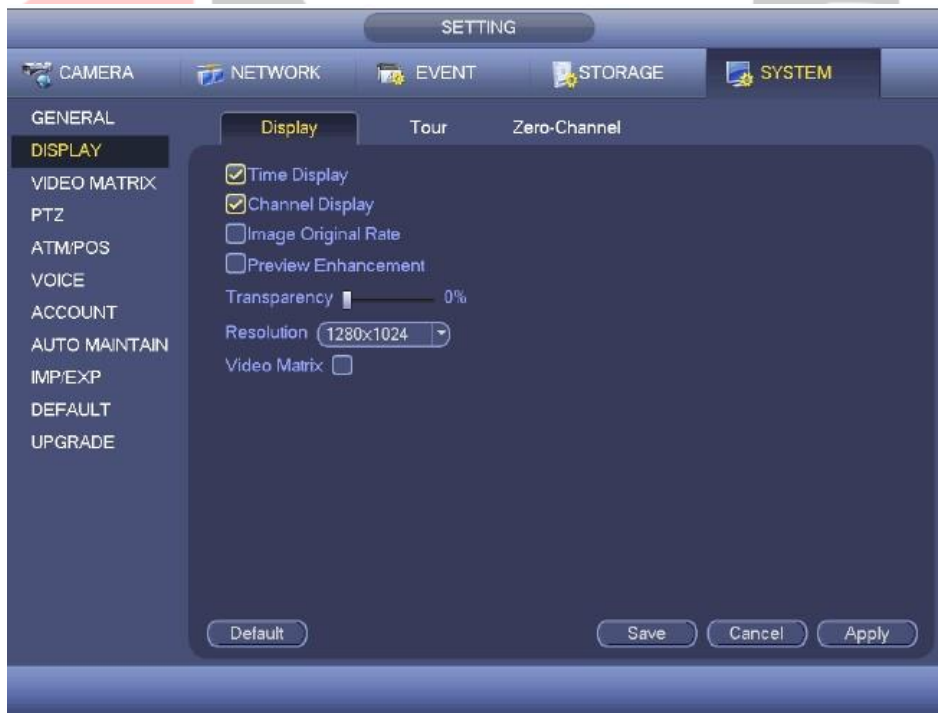 SETTING
CAMERA NETWORK EVENT STORAGE SYSTEM
GENERAL
DISPLAY
VIDEO MATRIX
PTZ
ATM/POS
VOICE
ACCOUNT
AUTO MAINTAIN
IMP/EXP
DEFAULT
UPGRADE
Display Tour Zero-Channel
Time Display
Channel Display
Image Original Rate
Preview Enhancement
Transparency 0%
Resolution 1280x1024
Video Matrix
Default Save Cancel Apply